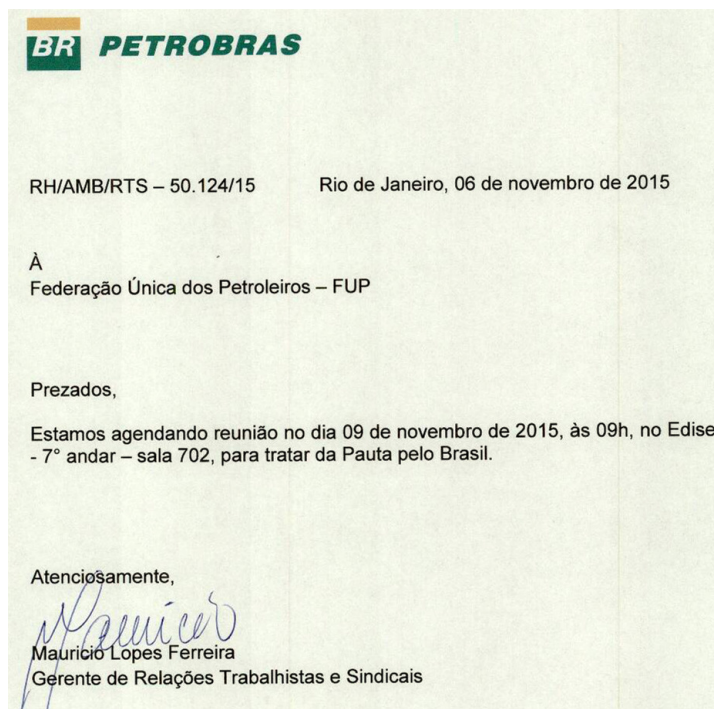 BR PETROBRAS
RH/AMB/RTS – 50.124/15 Rio de Janeiro, 06 de novembro de 2015
À
Federação Única dos Petroleiros – FUP
Prezados,
Estamos agendando reunião no dia 09 de novembro de 2015, às 09h, no Edise
- 7° andar – sala 702, para tratar da Pauta pelo Brasil.
Atenciosamente,
Mauricio
Mauricio Lopes Ferreira
Gerente de Relações Trabalhistas e Sindicais